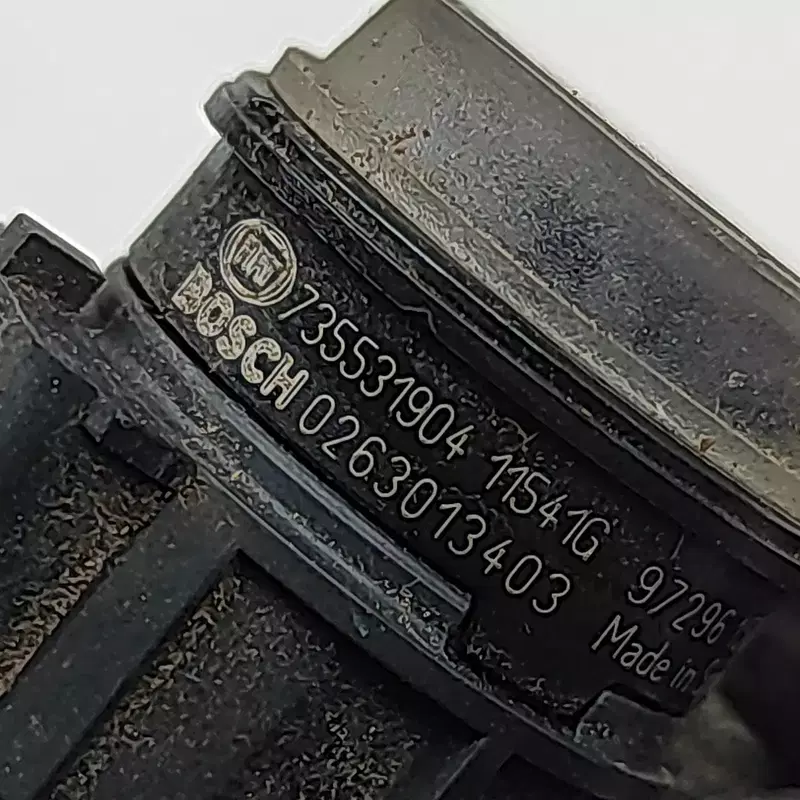 FIAT 735531904 11541G 97296
BOSCH 0263013403 Made in